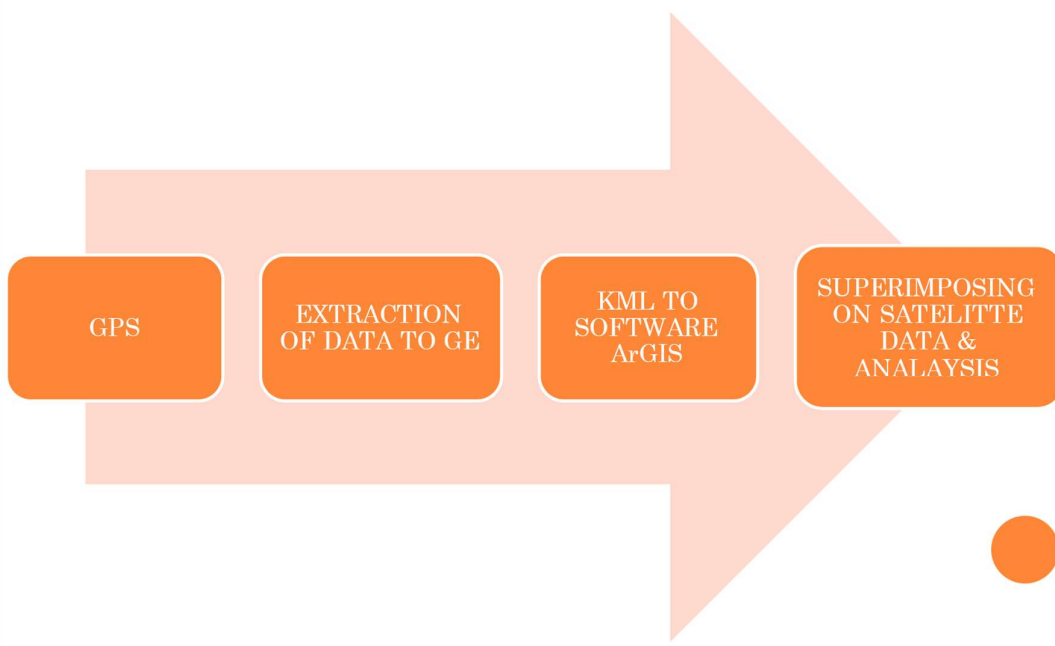 GPS
EXTRACTION
OF DATA TO GE
KML TO
SOFTWARE
ArGIS
SUPERIMPOSING
ON SATELITTE
DATA &
ANALAYSIS